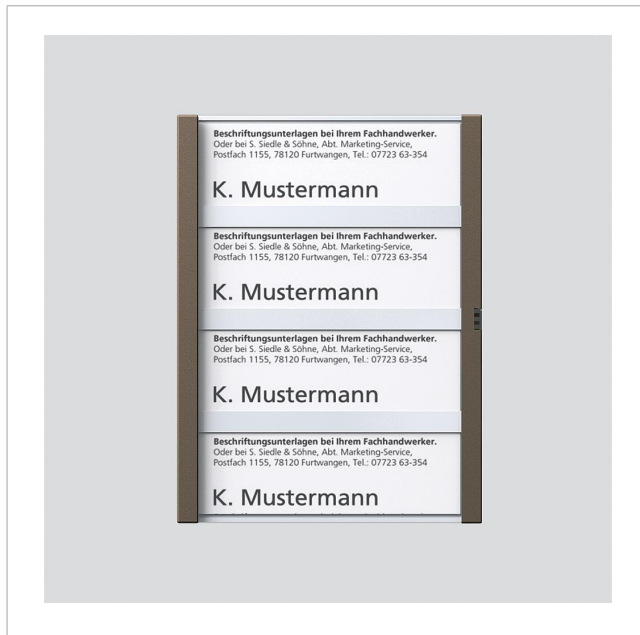 Beschriftungsunterlagen bei Ihrem Fachhandwerker.
Oder bei S. Siedle & Söhne, Abt. Marketing-Service,
Postfach 1155, 78120 Furtwangen, Tel.: 07723 63-354
K. Mustermann
Beschriftungsunterlagen bei Ihrem Fachhandwerker.
Oder bei S. Siedle & Söhne, Abt. Marketing-Service,
Postfach 1155, 78120 Furtwangen, Tel.: 07723 63-354
K. Mustermann
Beschriftungsunterlagen bei Ihrem Fachhandwerker.
Oder bei S. Siedle & Söhne, Abt. Marketing-Service,
Postfach 1155, 78120 Furtwangen, Tel.: 07723 63-354
K. Mustermann
Beschriftungsunterlagen bei Ihrem Fachhandwerker.
Oder bei S. Siedle & Söhne, Abt. Marketing-Service,
Postfach 1155, 78120 Furtwangen, Tel.: 07723 63-354
K. Mustermann